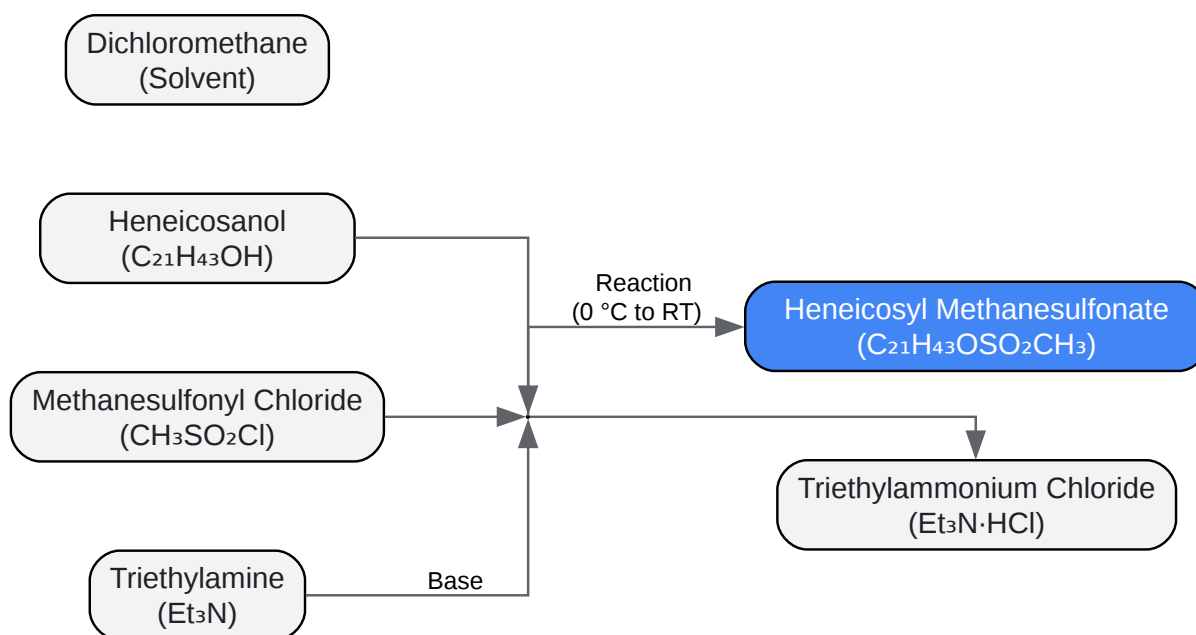 Dichloromethane
(Solvent)
Heneicosanol
(C₂₁H₄₃OH)
Reaction
(0 °C to RT)
Heneicosyl Methanesulfonate
(C₂₁H₄₃OSO₂CH₃)
Methanesulfonyl Chloride
(CH₃SO₂Cl)
Triethylammonium Chloride
(Et₃N·HCl)
Triethylamine
(Et₃N)
Base